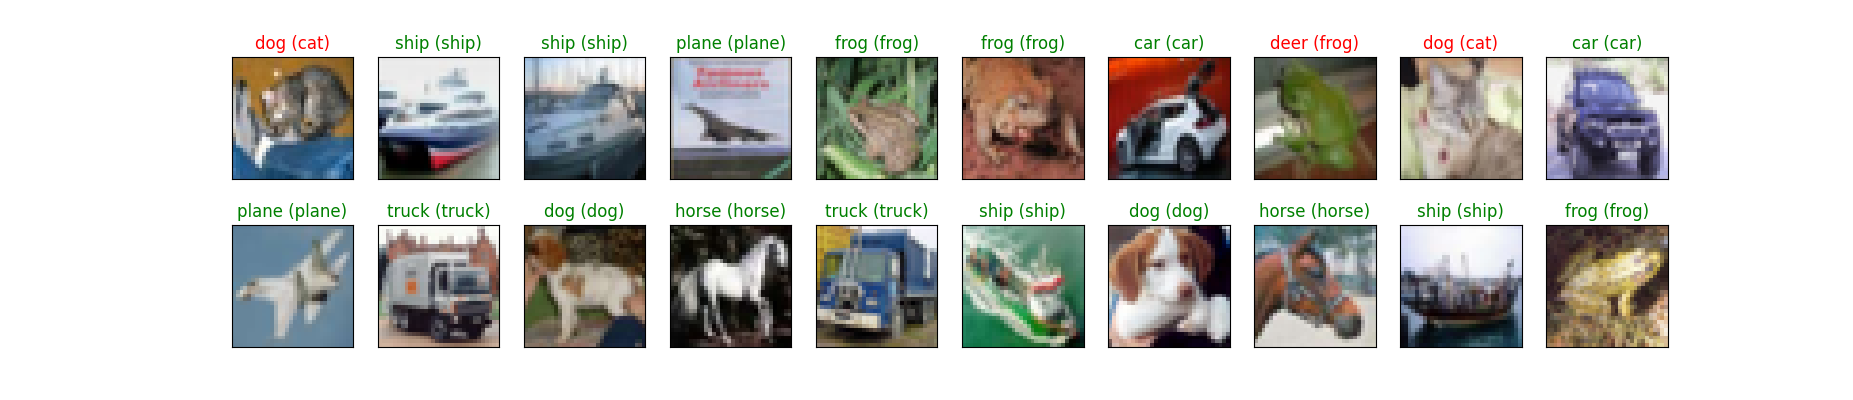 dog (cat) ship (ship) ship (ship) plane (plane) frog (frog) frog (frog) car (car) deer (frog) dog (cat) car (car)
plane (plane) truck (truck) dog (dog) horse (horse) truck (truck) ship (ship) dog (dog) horse (horse) ship (ship) frog (frog)